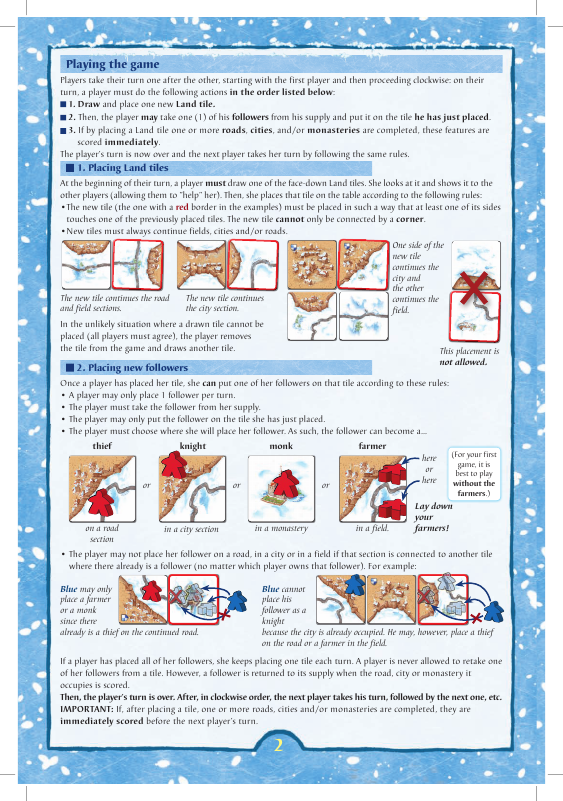 Playing the game
Players take their turn one after the other, starting with the first player and then proceeding clockwise: on their
turn, a player must do the following actions in the order listed below:
■ 1. Draw and place one new Land tile.
■ 2. Then, the player may take one (1) of his followers from his supply and put it on the tile he has just placed.
■ 3. If by placing a Land tile one or more roads, cities, and/or monasteries are completed, these features are
scored immediately.
The player's turn is now over and the next player takes her turn by following the same rules.
■ 1. Placing Land tiles
At the beginning of their turn, a player must draw one of the face-down Land tiles. She looks at it and shows it to the
other players (allowing them to "help" her). Then, she places that tile on the table according to the following rules:
• The new tile (the one with a red border in the examples) must be placed in such a way that at least one of its sides
touches one of the previously placed tiles. The new tile cannot only be connected by a corner.
• New tiles must always continue fields, cities and/or roads.
The new tile continues the road
and field sections.
The new tile continues
the city section.
One side of the
new tile
continues the
city and
the other
continues the
field.
This placement is
not allowed.
In the unlikely situation where a drawn tile cannot be
placed (all players must agree), the player removes
the tile from the game and draws another tile.
■ 2. Placing new followers
Once a player has placed her tile, she can put one of her followers on that tile according to these rules:
• A player may only place 1 follower per turn.
• The player must take the follower from her supply.
• The player may only put the follower on the tile she has just placed.
• The player must choose where she will place her follower. As such, the follower can become a...
thief
knight
monk
farmer
or
or
or
here
or
here
(For your first
game, it is
best to play
without the
farmers.)
Lay down
your
farmers!
on a road
section
in a city section
in a monastery
in a field.
• The player may not place her follower on a road, in a city or in a field if that section is connected to another tile
where there already is a follower (no matter which player owns that follower). For example:
Blue may only
place a farmer
or a monk
since there
already is a thief on the continued road.
Blue cannot
place his
follower as a
knight
because the city is already occupied. He may, however, place a thief
on the road or a farmer in the field.
If a player has placed all of her followers, she keeps placing one tile each turn. A player is never allowed to retake one
of her followers from a tile. However, a follower is returned to its supply when the road, city or monastery it
occupies is scored.
Then, the player's turn is over. After, in clockwise order, the next player takes his turn, followed by the next one, etc.
IMPORTANT: If, after placing a tile, one or more roads, cities and/or monasteries are completed, they are
immediately scored before the next player's turn.
2